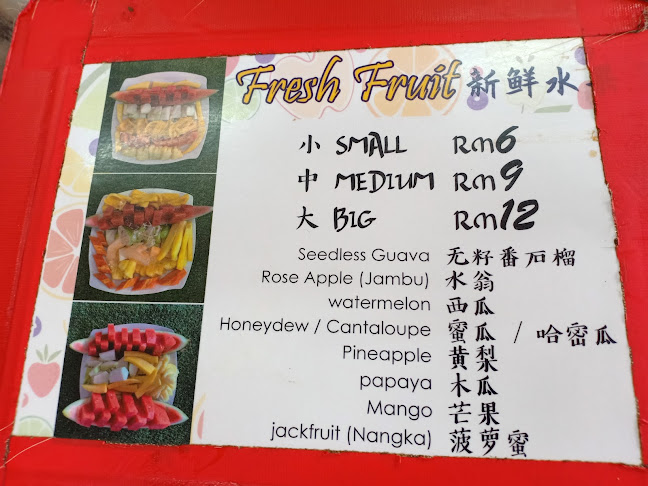 Fresh Fruit 新鲜水
小 SMALL RM6
中 MEDIUM RM9
大 BIG RM12
Seedless Guava 无籽番石榴
Rose Apple (Jambu) 水翁
watermelon 西瓜
Honeydew / Cantaloupe 蜜瓜 / 哈密瓜
Pineapple 黄梨
papaya 木瓜
Mango 芒果
jackfruit (Nangka) 菠萝蜜